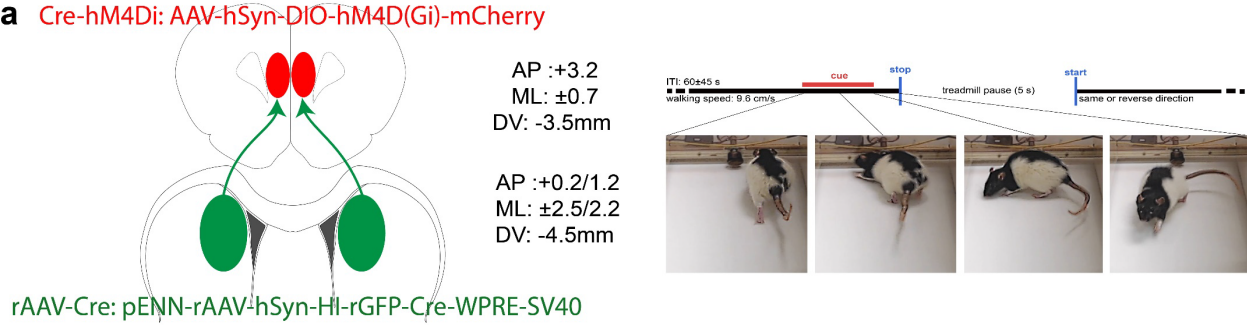 a
Cre-hM4Di: AAV-hSyn-DIO-hM4D(Gi)-mCherry
AP :+3.2
ML: ±0.7
DV: -3.5mm
AP :+0.2/1.2
ML: ±2.5/2.2
DV: -4.5mm
rAAV-Cre: pENN-rAAV-hSyn-HI-rGFP-Cre-WPRE-SV40
ITI: 60±45 s
cue
stop
start
walking speed: 9.6 cm/s
treadmill pause (5 s)
same or reverse direction